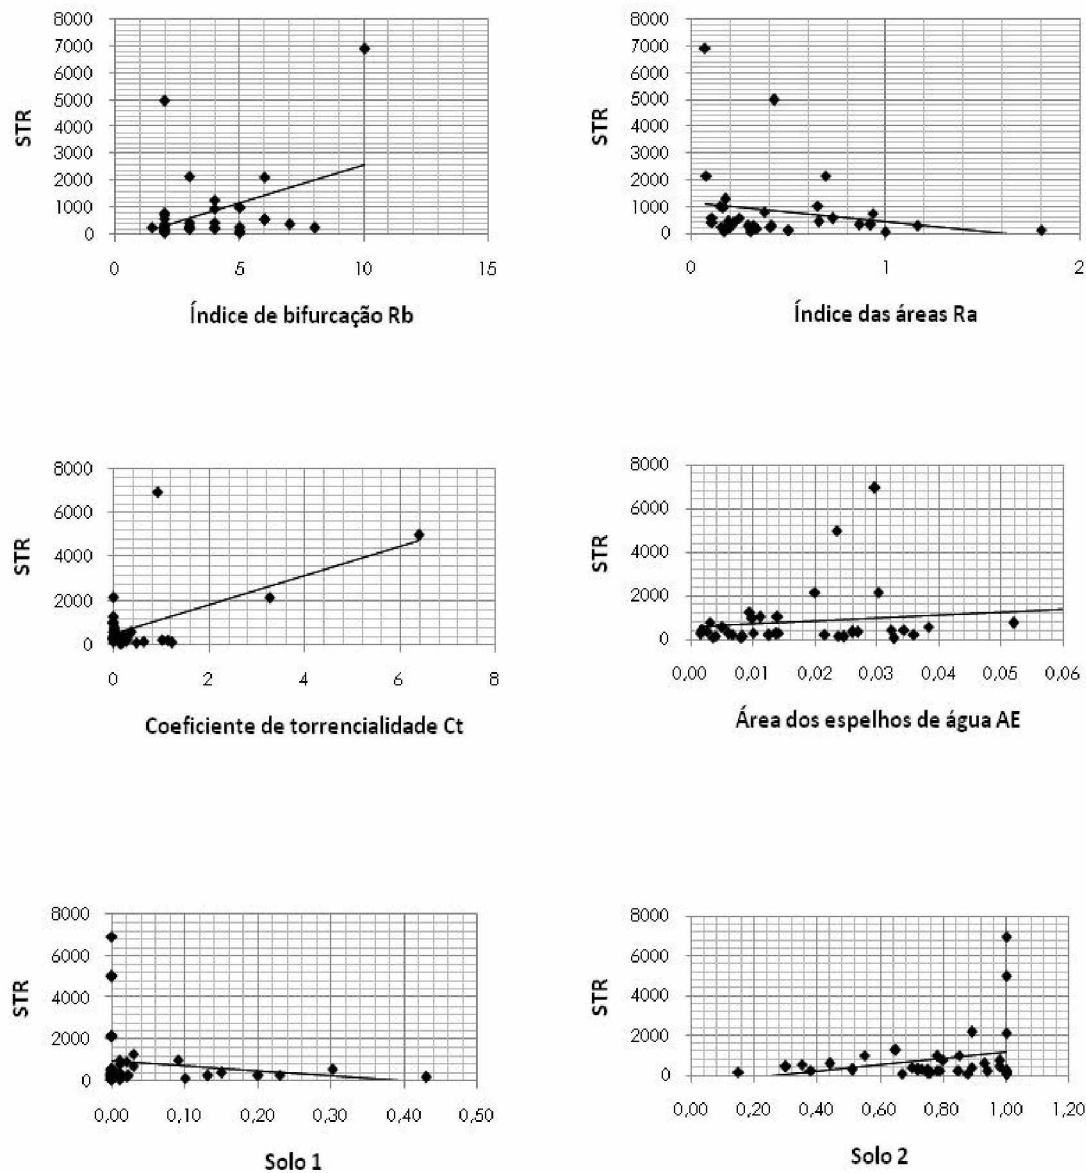 8000
7000
6000
5000
4000
3000
2000
1000
0
STR
0 5 10 15
Índice de bifurcação Rb
8000
7000
6000
5000
4000
3000
2000
1000
0
STR
0 1 2
Índice das áreas Ra
8000
6000
4000
2000
0
STR
0 2 4 6 8
Coeficiente de torrencialidade Ct
8000
6000
4000
2000
0
STR
0,00 0,01 0,02 0,03 0,04 0,05 0,06
Área dos espelhos de água AE
8000
6000
4000
2000
0
STR
0,00 0,10 0,20 0,30 0,40 0,50
Solo 1
8000
6000
4000
2000
0
STR
0,00 0,20 0,40 0,60 0,80 1,00 1,20
Solo 2